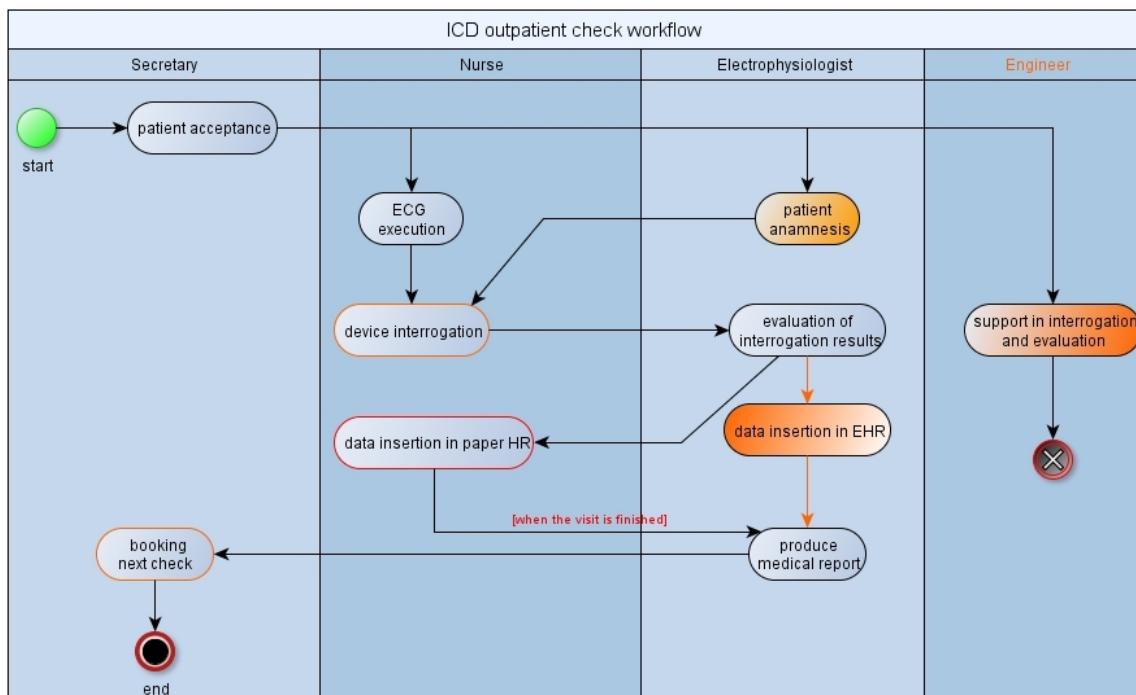 ICD outpatient check workflow
Secretary
Nurse
Electrophysiologist
Engineer
start
patient acceptance
ECG
execution
patient
anamnesis
device interrogation
evaluation of
interrogation results
support in interrogation
and evaluation
data insertion in paper HR
data insertion in EHR
[when the visit is finished]
booking
next check
produce
medical report
end